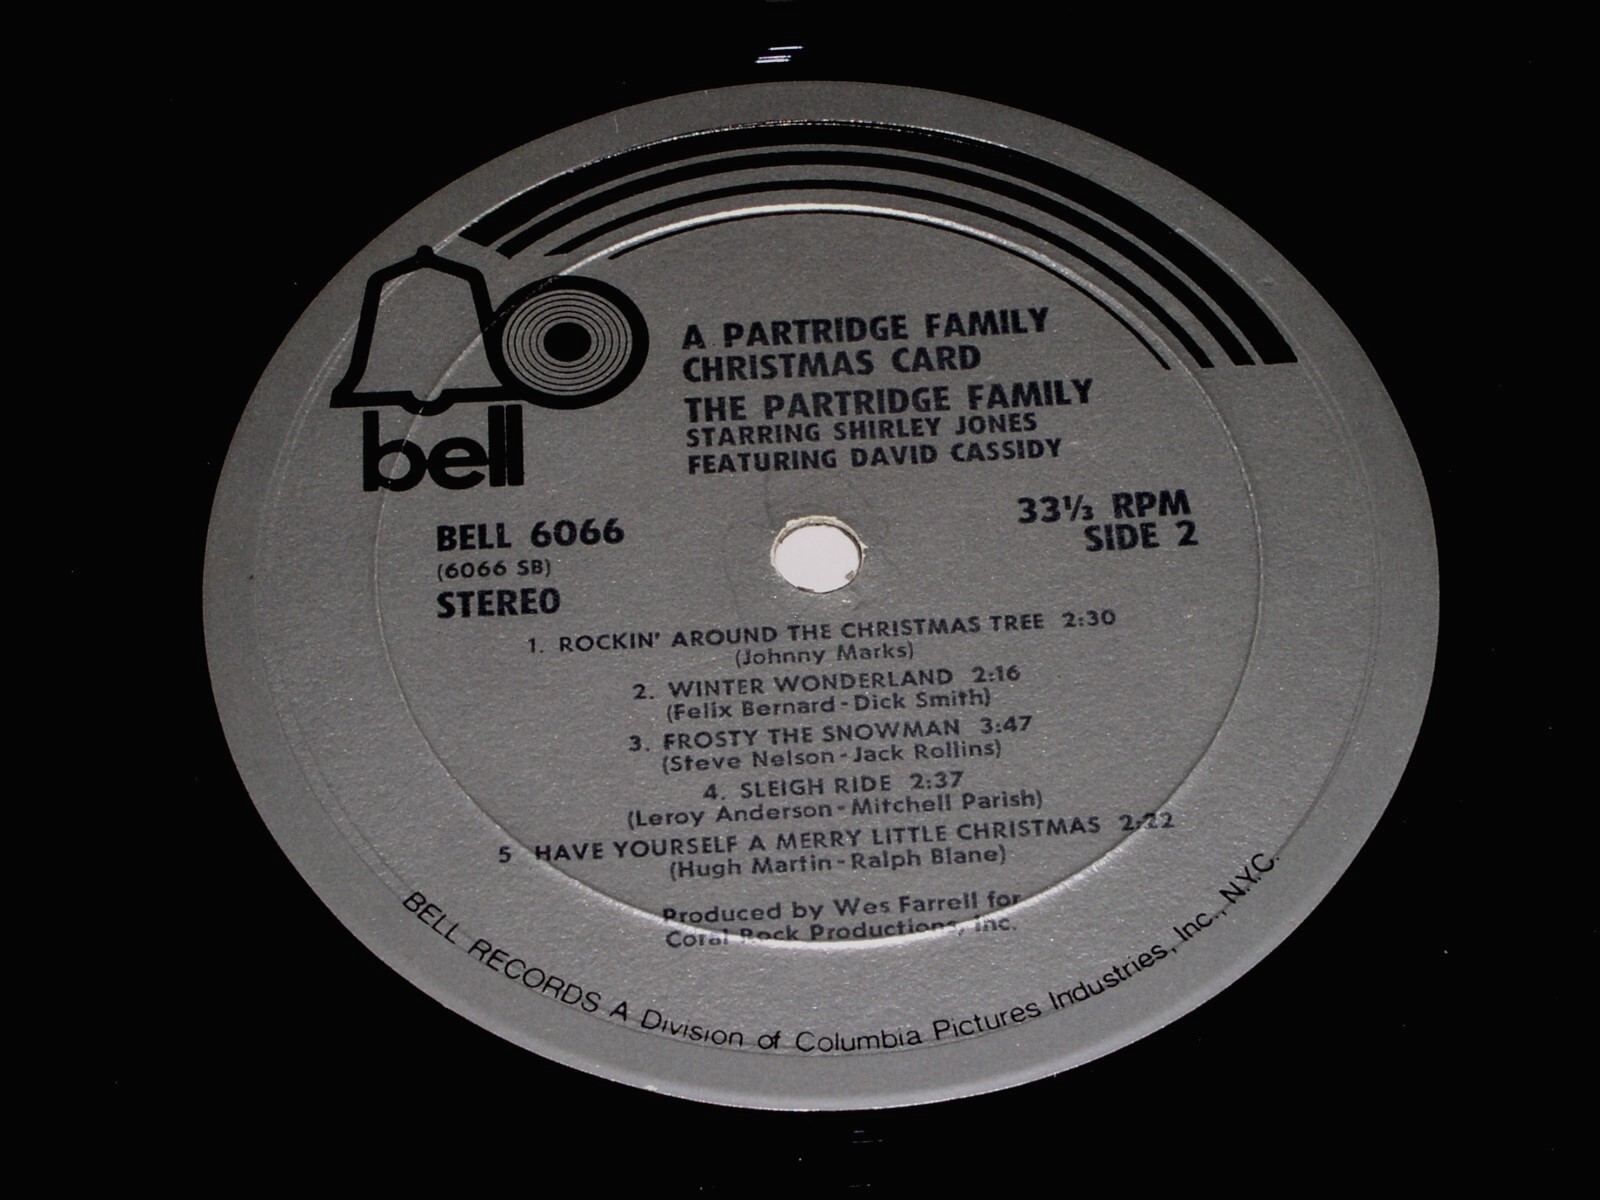 bell
A PARTRIDGE FAMILY
CHRISTMAS CARD
THE PARTRIDGE FAMILY
STARRING SHIRLEY JONES
FEATURING DAVID CASSIDY
BELL 6066
(6066 SB)
STEREO
33⅓ RPM
SIDE 2
1. ROCKIN' AROUND THE CHRISTMAS TREE 2:30
(Johnny Marks)
2. WINTER WONDERLAND 2:16
(Felix Bernard-Dick Smith)
3. FROSTY THE SNOWMAN 3:47
(Steve Nelson-Jack Rollins)
4. SLEIGH RIDE 2:37
(Leroy Anderson-Mitchell Parish)
5 HAVE YOURSELF A MERRY LITTLE CHRISTMAS 2:22
(Hugh Martin-Ralph Blane)
Produced by Wes Farrell for
Coral Rock Productions, Inc.
BELL RECORDS A Division of Columbia Pictures Industries, Inc., N.Y.C.